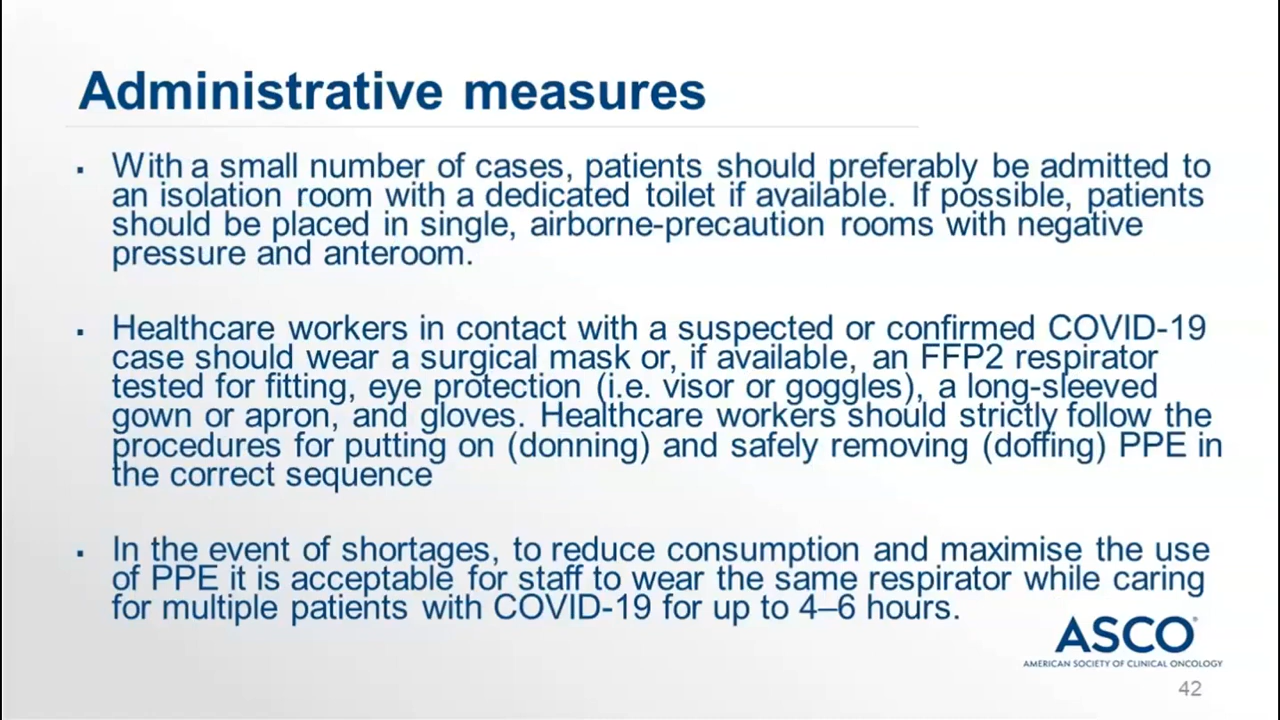 Administrative measures
▪ With a small number of cases, patients should preferably be admitted to
an isolation room with a dedicated toilet if available. If possible, patients
should be placed in single, airborne-precaution rooms with negative
pressure and anteroom.
▪ Healthcare workers in contact with a suspected or confirmed COVID-19
case should wear a surgical mask or, if available, an FFP2 respirator
tested for fitting, eye protection (i.e. visor or goggles), a long-sleeved
gown or apron, and gloves. Healthcare workers should strictly follow the
procedures for putting on (donning) and safely removing (doffing) PPE in
the correct sequence
▪ In the event of shortages, to reduce consumption and maximise the use
of PPE it is acceptable for staff to wear the same respirator while caring
for multiple patients with COVID-19 for up to 4–6 hours.
ASCO®
AMERICAN SOCIETY OF CLINICAL ONCOLOGY
42